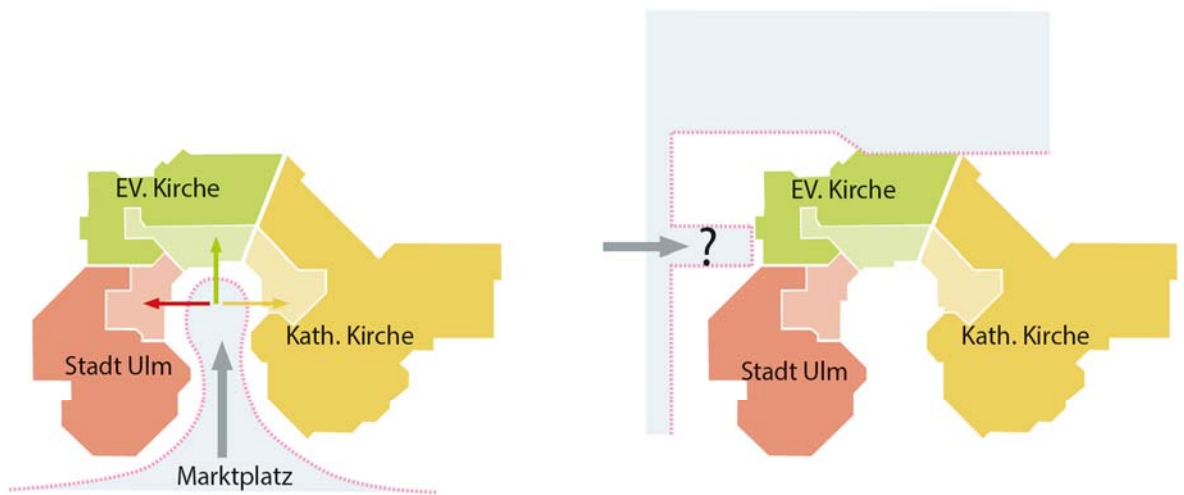 EV. Kirche
Kath. Kirche
Stadt Ulm
Marktplatz
EV. Kirche
?
Kath. Kirche
Stadt Ulm